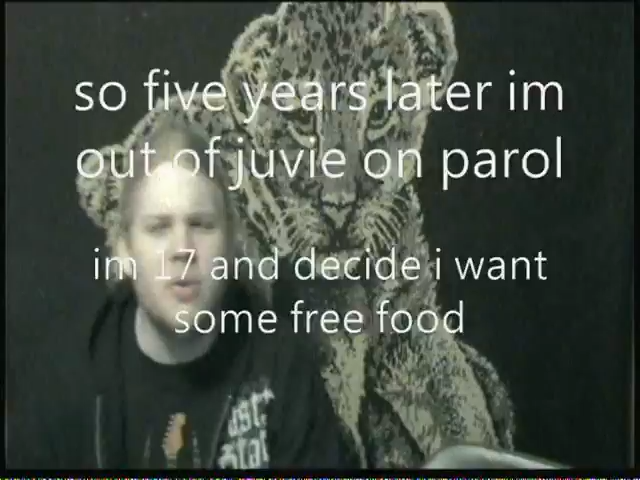 so five years later im
out of juvie on parol
im 17 and decide i want
some free food